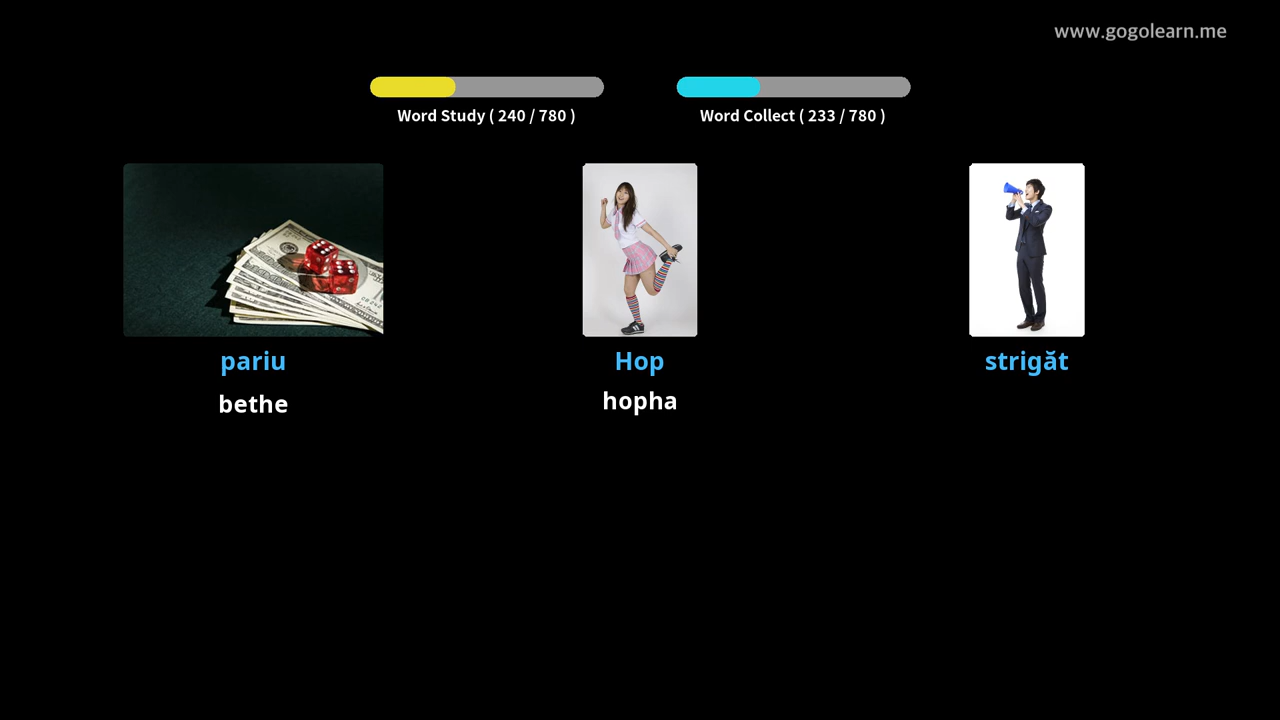 www.gogolearn.me
Word Study ( 240 / 780 )
Word Collect ( 233 / 780 )
pariu
Hop
strigăt
bethe
hopha